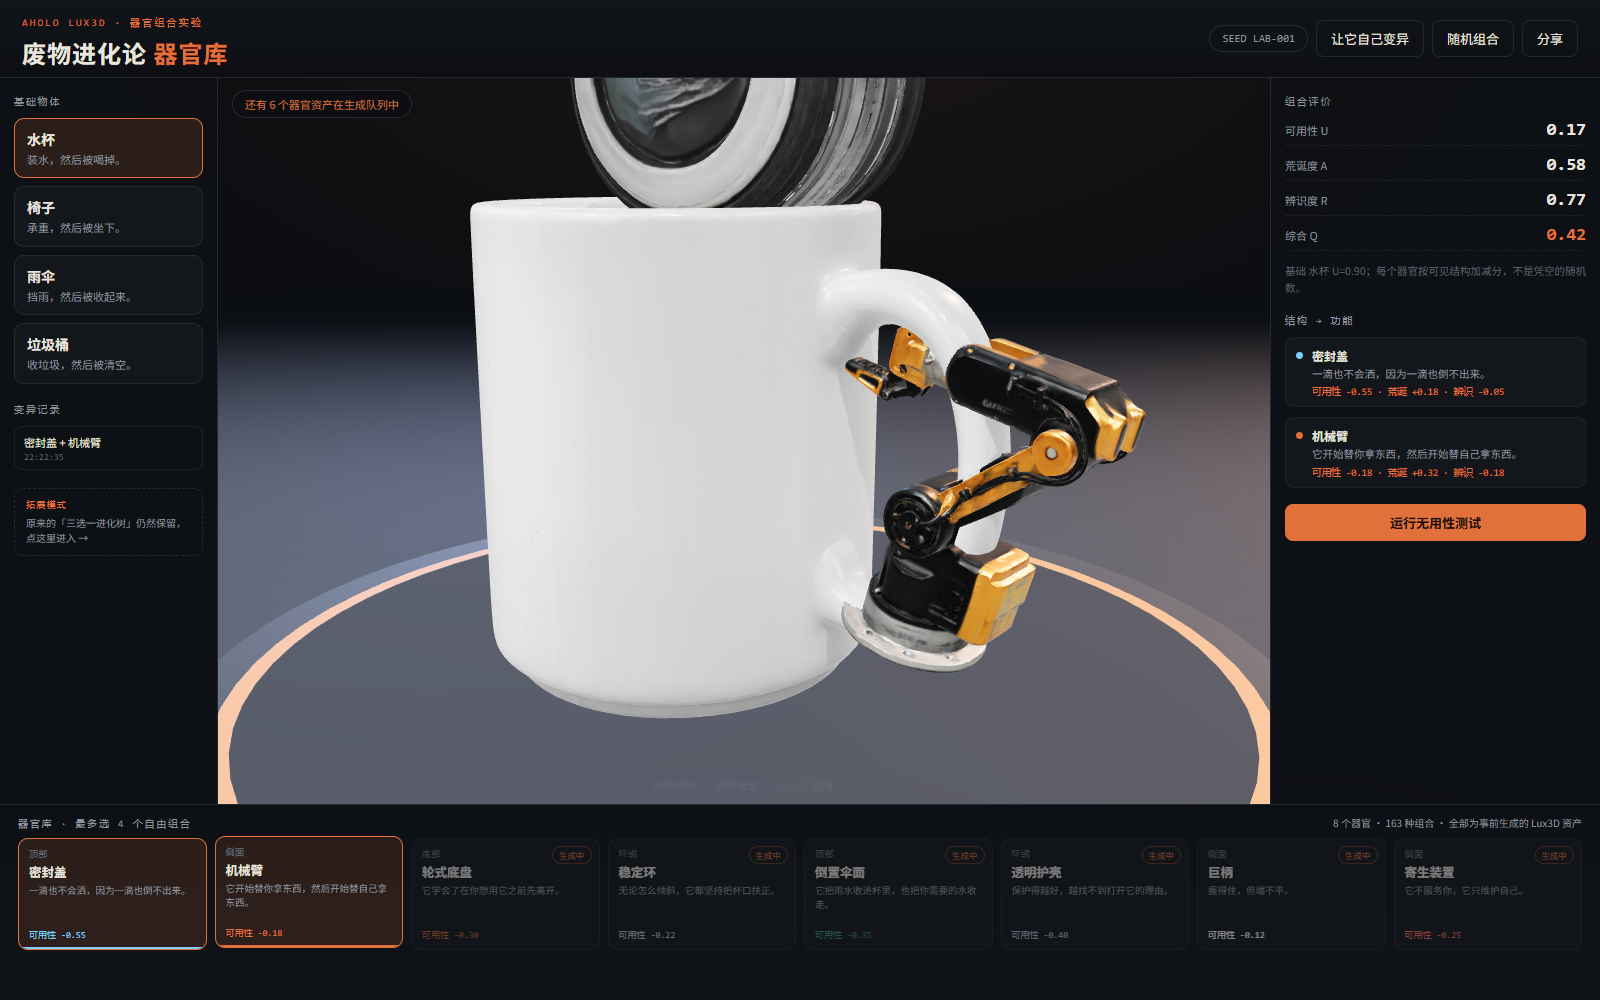 AHOLO LUX3D · 器官组合实验
废物进化论 器官库
SEED LAB-001
让它自己变异
随机组合
分享
基础物体
水杯
装水，然后被喝掉。
椅子
承重，然后被坐下。
雨伞
挡雨，然后被收起来。
垃圾桶
收垃圾，然后被清空。
变异记录
密封盖 + 机械臂
22:22:35
拓展模式
原来的「三选一进化树」仍然保留，
点这里进入 →
还有 6 个器官资产在生成队列中
组合评价
可用性 U
0.17
荒诞度 A
0.58
辨识度 R
0.77
综合 Q
0.42
基础 水杯 U=0.90；每个器官按可见结构加减分，不是凭空的随机
数。
结构 → 功能
密封盖
一滴也不会洒，因为一滴也倒不出来。
可用性 -0.55 · 荒诞 +0.18 · 辨识 -0.05
机械臂
它开始替你拿东西，然后开始替自己拿东西。
可用性 -0.18 · 荒诞 +0.32 · 辨识 -0.18
运行无用性测试
器官库 · 最多选 4 个自由组合
8 个器官 · 163 种组合 · 全部为事前生成的 Lux3D 资产
顶部
密封盖
一滴也不会洒，因为一滴也倒不出来。
可用性 -0.55
侧面
机械臂
它开始替你拿东西，然后开始替自己拿
东西。
可用性 -0.18
底部
生成中
轮式底盘
它学会了在你想用它之前先离开。
可用性 -0.30
环绕
生成中
稳定环
无论怎么倾斜，它都坚持把杯口扶正。
可用性 -0.22
顶部
生成中
倒置伞面
它把雨水收进杯里，也把你需要的水收
走。
可用性 -0.35
环绕
生成中
透明护壳
保护得越好，越找不到打开它的理由。
可用性 -0.40
侧面
生成中
巨柄
握得住，但端不平。
可用性 -0.12
侧面
生成中
寄生装置
它不服务你，它只维护自己。
可用性 -0.25